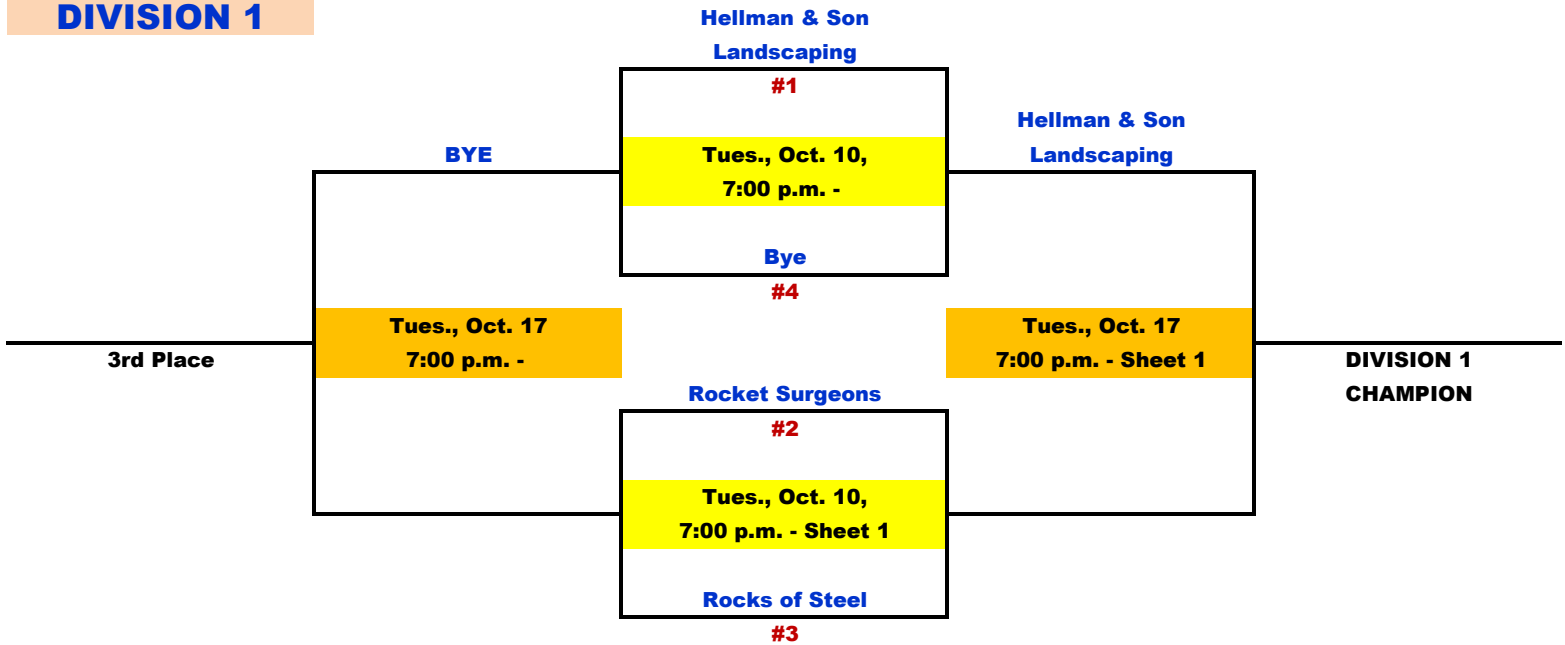 DIVISION 1
Hellman & Son
Landscaping
#1
Hellman & Son
Landscaping
BYE
Tues., Oct. 10,
7:00 p.m. -
Bye
#4
Tues., Oct. 17
7:00 p.m. -
Tues., Oct. 17
7:00 p.m. - Sheet 1
3rd Place
DIVISION 1
CHAMPION
Rocket Surgeons
#2
Tues., Oct. 10,
7:00 p.m. - Sheet 1
Rocks of Steel
#3